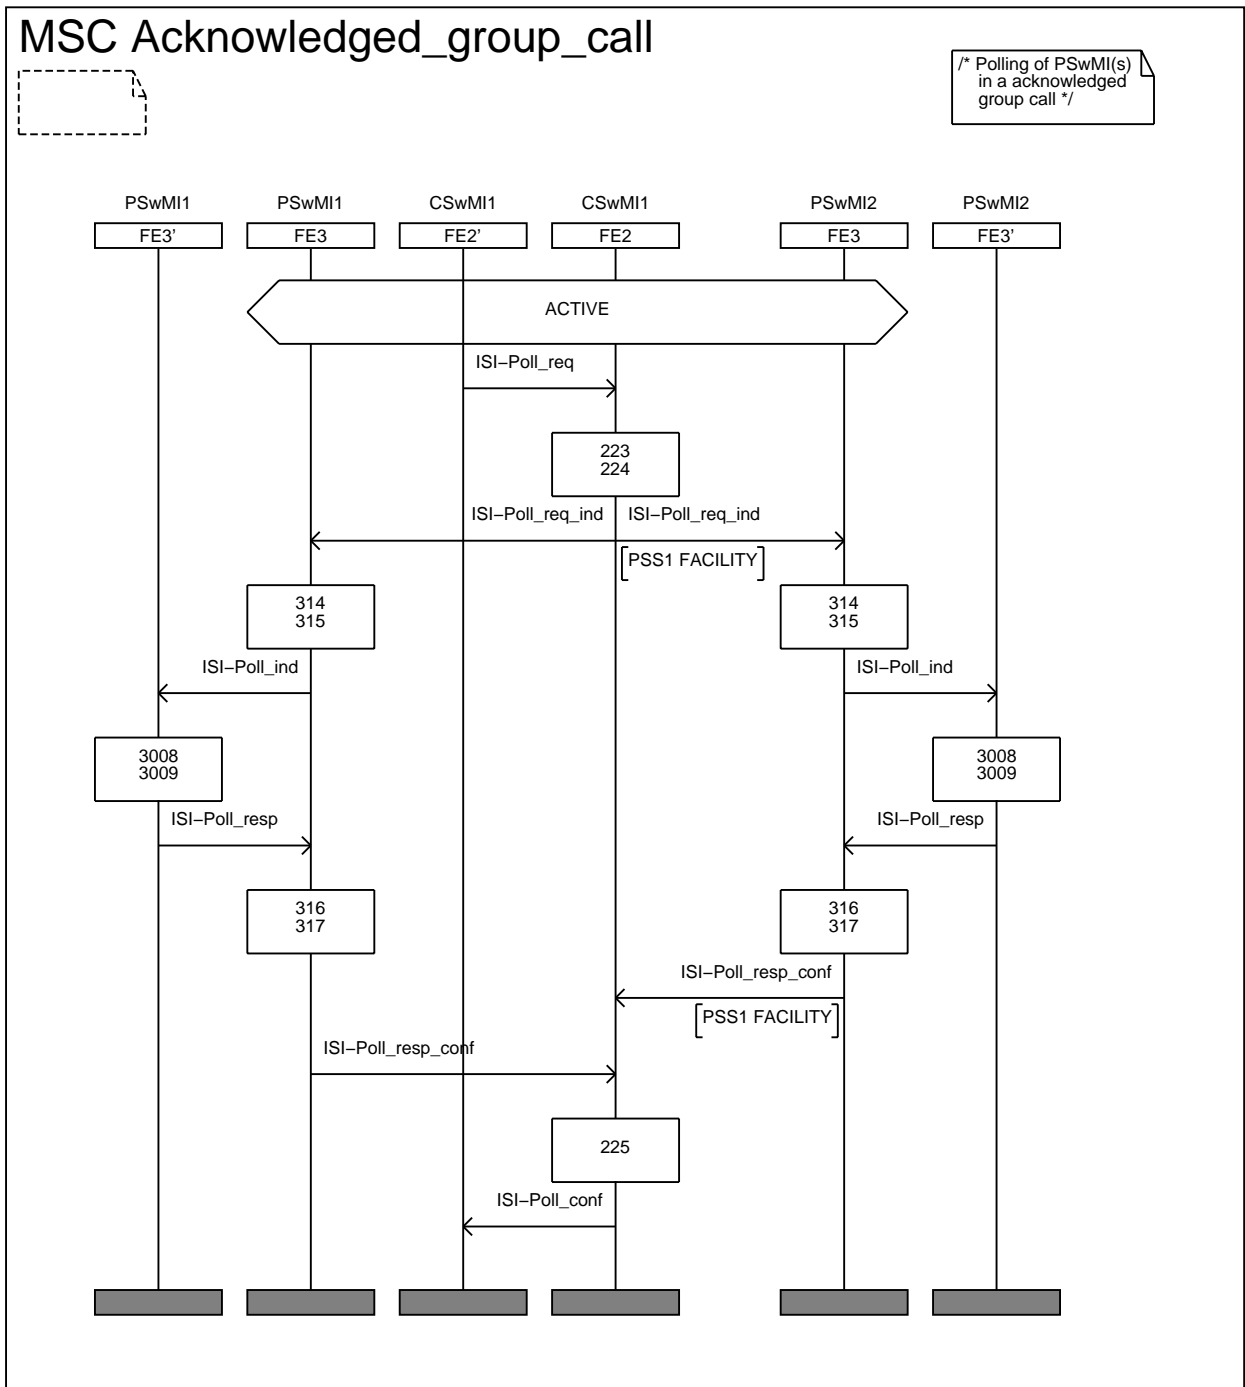 MSC Acknowledged_group_call
/* Polling of PSwMI(s)
in a acknowledged
group call */
PSwMI1 PSwMI1 CSwMI1 CSwMI1 PSwMI2 PSwMI2
FE3' FE3 FE2' FE2 FE3 FE3'
ACTIVE
ISI–Poll_req
223
224
ISI–Poll_req_ind ISI–Poll_req_ind
PSS1 FACILITY
314 314
315 315
ISI–Poll_ind ISI–Poll_ind
3008 3008
3009 3009
ISI–Poll_resp ISI–Poll_resp
316 316
317 317
ISI–Poll_resp_conf
PSS1 FACILITY
ISI–Poll_resp_conf
225
ISI–Poll_conf